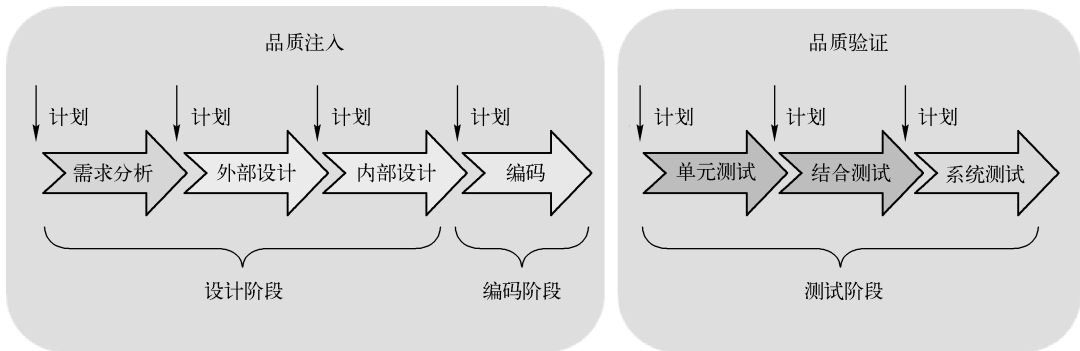 品质注入
品质验证
计划
计划
计划
计划
计划
计划
计划
需求分析
外部设计
内部设计
编码
单元测试
结合测试
系统测试
设计阶段
编码阶段
测试阶段